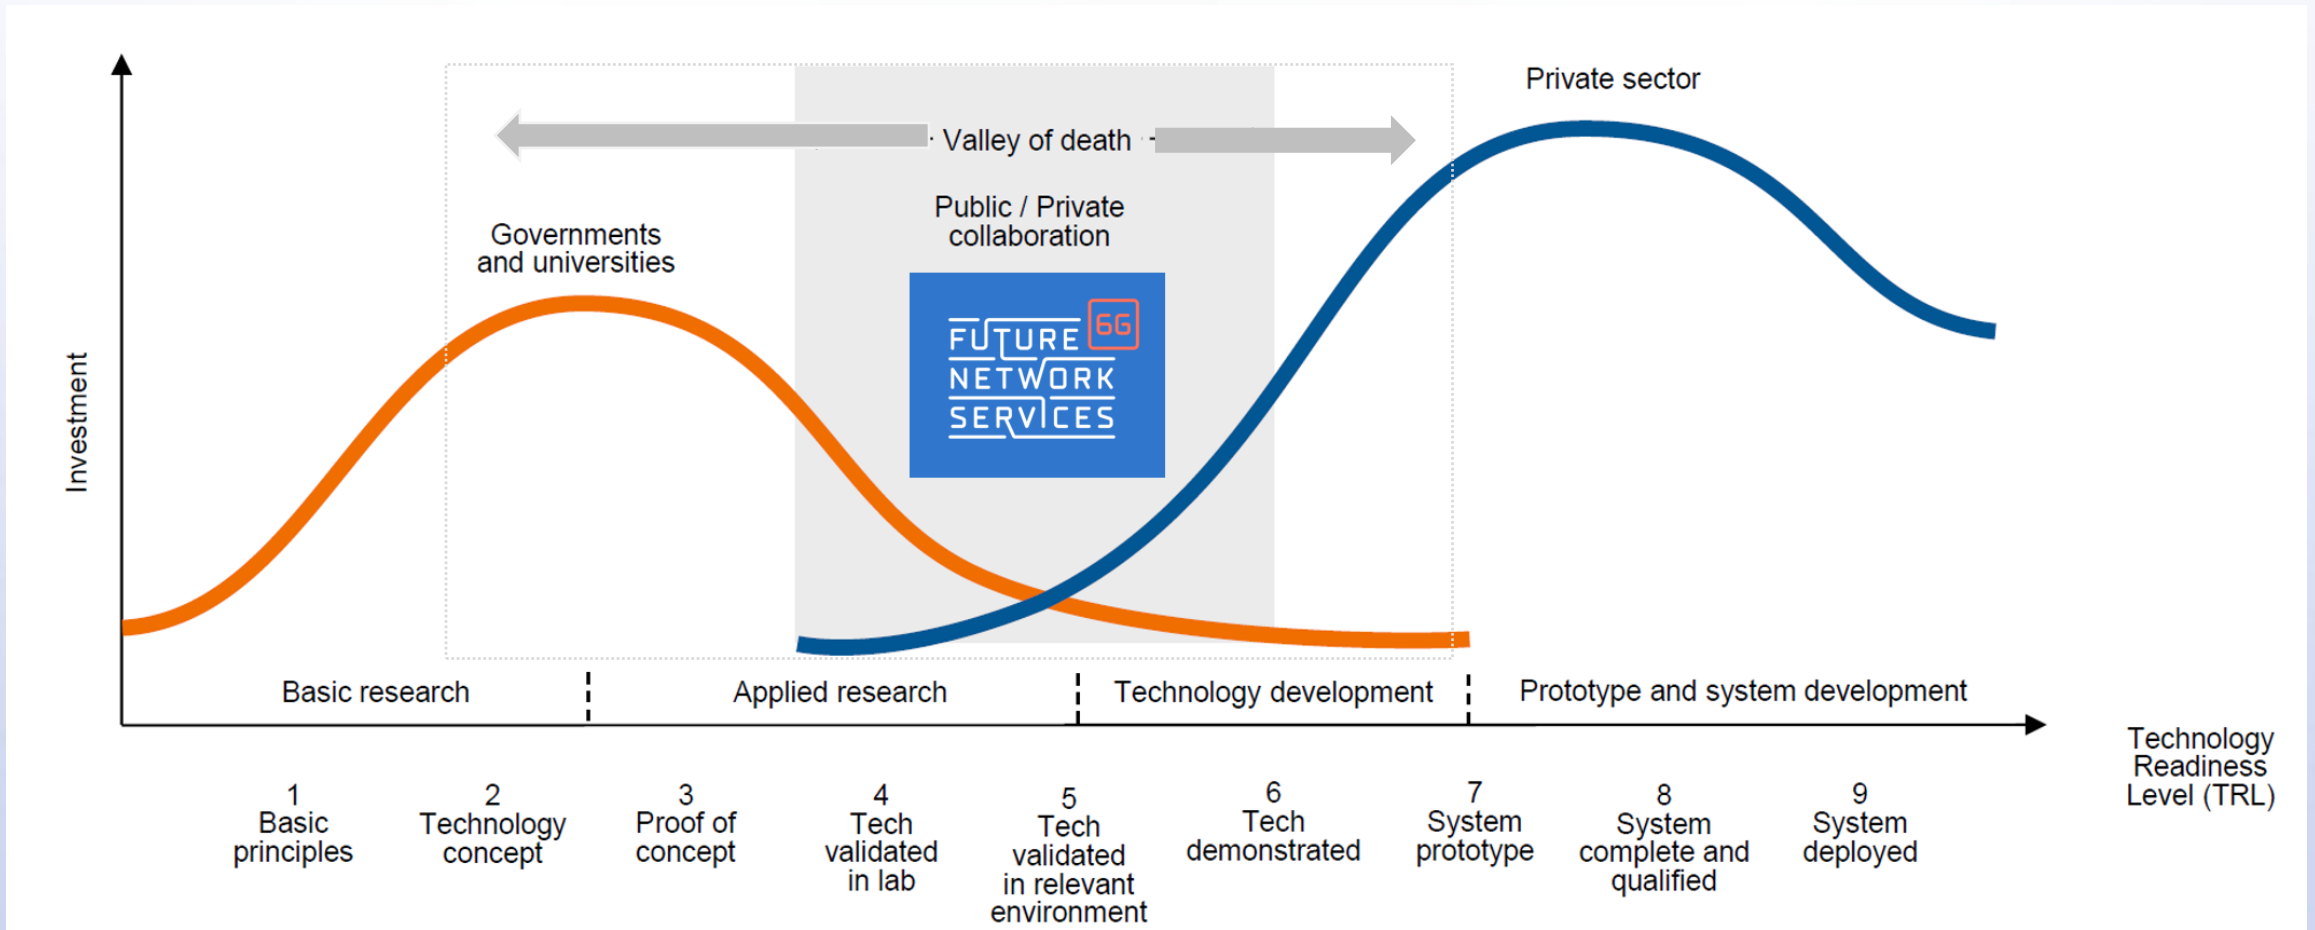 Private sector
Valley of death
Public / Private
collaboration
Governments
and universities
FUTURE 6G
NETWORK
SERVICES
Investment
Basic research
Applied research
Technology development
Prototype and system development
Technology
Readiness
Level (TRL)
1
Basic
principles
2
Technology
concept
3
Proof of
concept
4
Tech
validated
in lab
5
Tech
validated
in relevant
environment
6
Tech
demonstrated
7
System
prototype
8
System
complete and
qualified
9
System
deployed